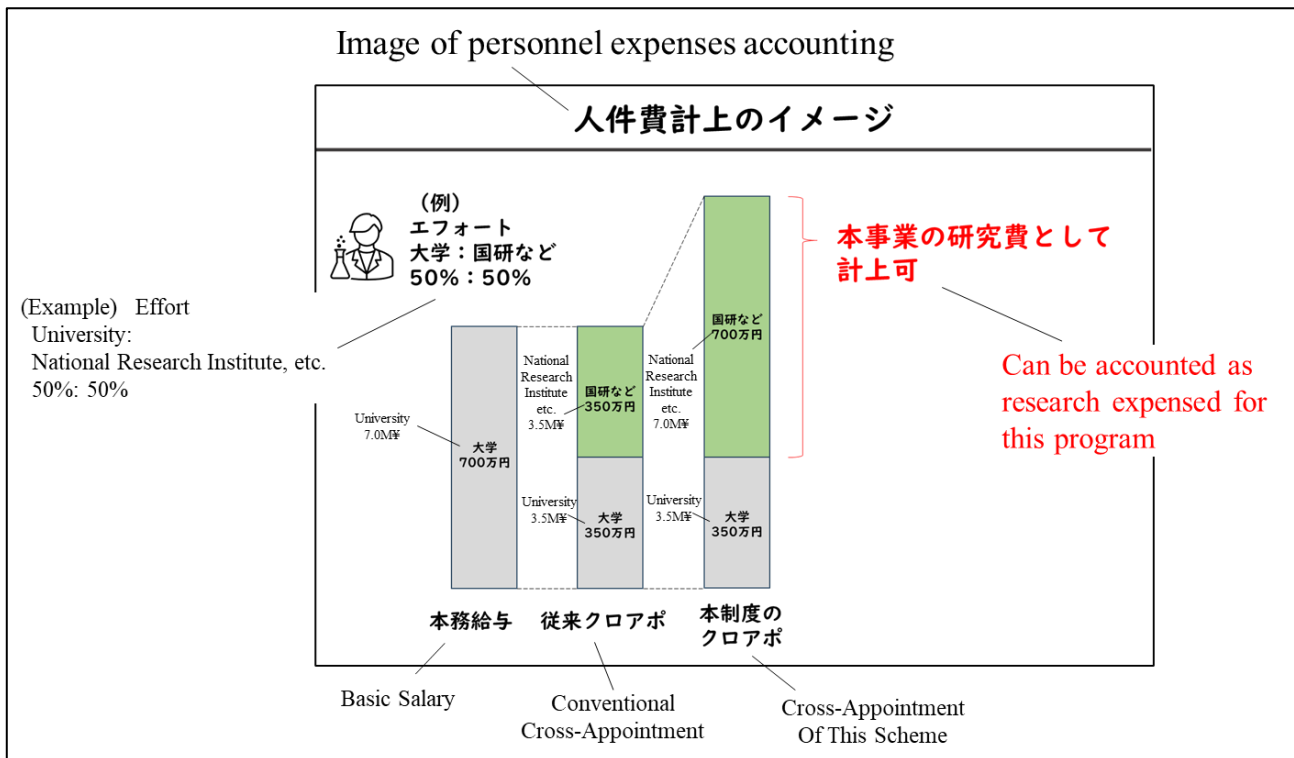 Image of personnel expenses accounting
人件費計上のイメージ
（例）
エフォート
大学：国研など
50%：50%
(Example) Effort
University:
National Research Institute, etc.
50%: 50%
本事業の研究費として
計上可
Can be accounted as
research expensed for
this program
University
7.0M¥
大学
700万円
National
Research
Institute
etc.
3.5M¥
国研など
350万円
University
3.5M¥
大学
350万円
National
Research
Institute
etc.
7.0M¥
国研など
700万円
University
3.5M¥
大学
350万円
本務給与
従来クロアポ
本制度の
クロアポ
Basic Salary
Conventional
Cross-Appointment
Cross-Appointment
Of This Scheme